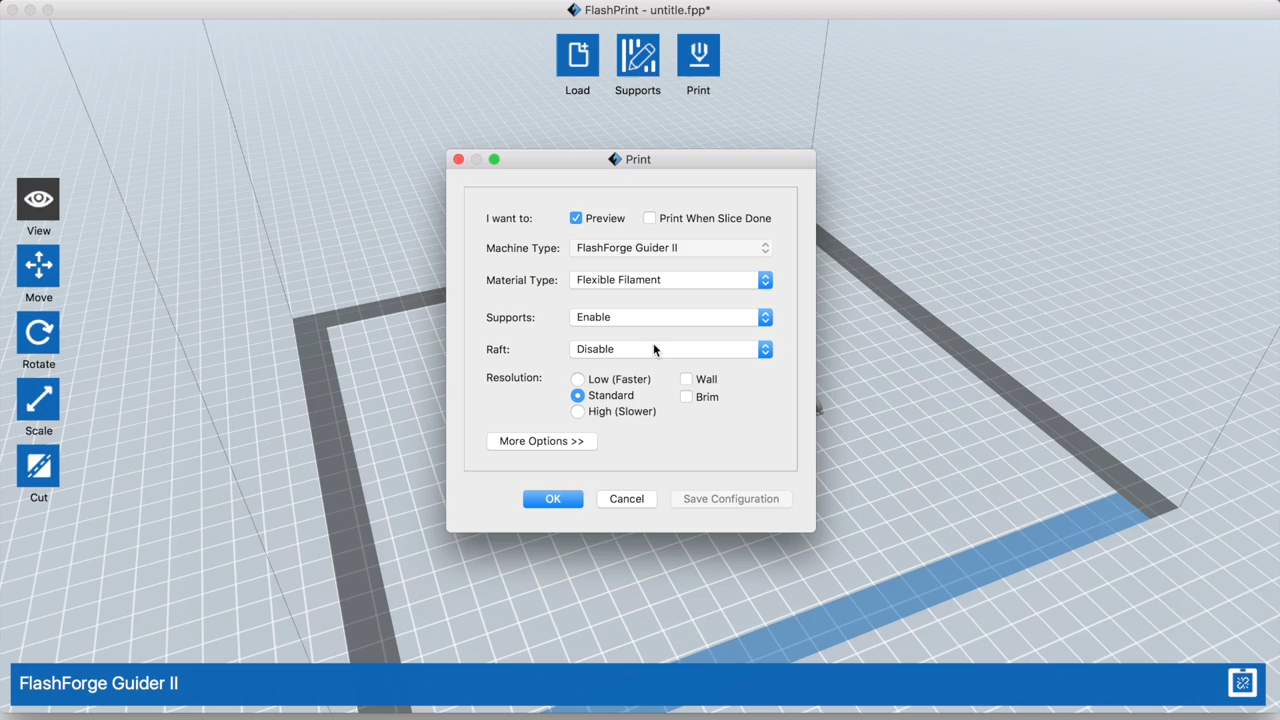 FlashPrint - untitle.fpp*
Load
Supports
Print
Print
View
Move
Rotate
Scale
Cut
I want to: Preview Print When Slice Done
Machine Type: FlashForge Guider II
Material Type: Flexible Filament
Supports: Enable
Raft: Disable
Resolution: Low (Faster) Wall
Standard Brim
High (Slower)
More Options >>
OK Cancel Save Configuration
FlashForge Guider II